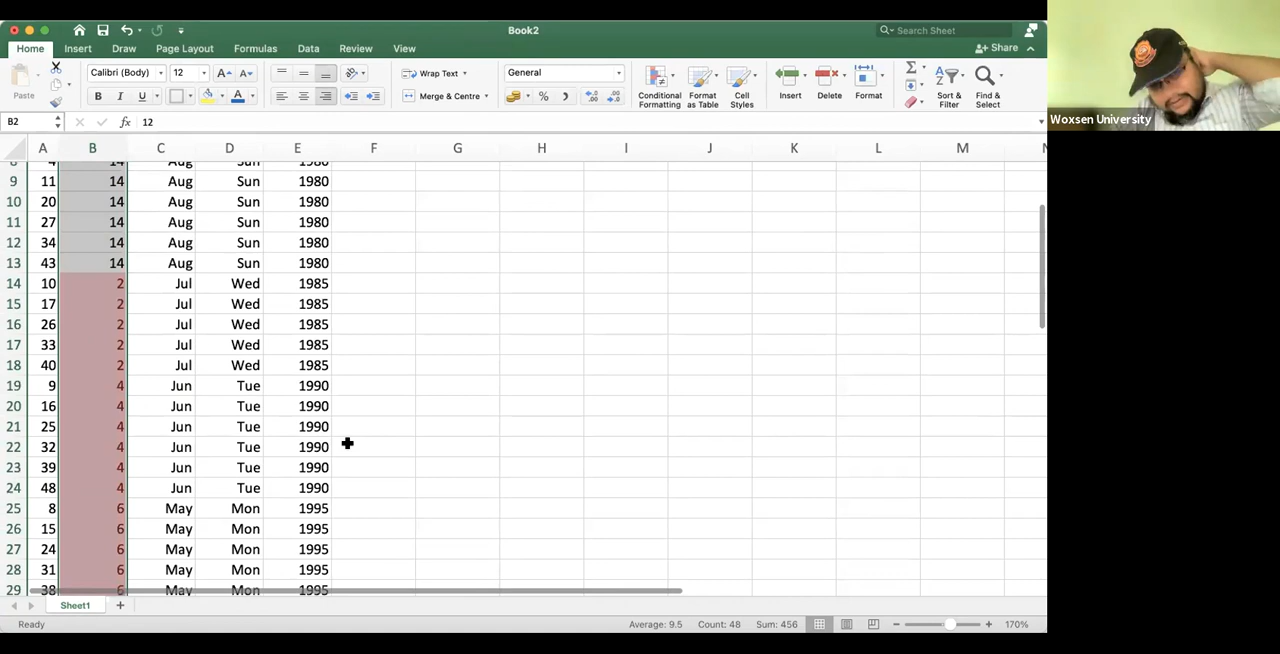 Book2
Search Sheet
Home Insert Draw Page Layout Formulas Data Review View
Share
Paste
Calibri (Body) 12
Wrap Text
General
B I U
Merge & Centre
Conditional Formatting
Format as Table
Cell Styles
Insert Delete Format
Sort & Filter
Find & Select
B2 fx 12
A B C D E F G H I J K L M N
8 4 14 Aug Sun 1980
9 11 14 Aug Sun 1980
10 20 14 Aug Sun 1980
11 27 14 Aug Sun 1980
12 34 14 Aug Sun 1980
13 43 14 Aug Sun 1980
14 10 2 Jul Wed 1985
15 17 2 Jul Wed 1985
16 26 2 Jul Wed 1985
17 33 2 Jul Wed 1985
18 40 2 Jul Wed 1985
19 9 4 Jun Tue 1990
20 16 4 Jun Tue 1990
21 25 4 Jun Tue 1990
22 32 4 Jun Tue 1990
23 39 4 Jun Tue 1990
24 48 4 Jun Tue 1990
25 8 6 May Mon 1995
26 15 6 May Mon 1995
27 24 6 May Mon 1995
28 31 6 May Mon 1995
29 38 6 May Mon 1995
Sheet1 +
Ready
Average: 9.5 Count: 48 Sum: 456
170%
Woxsen University